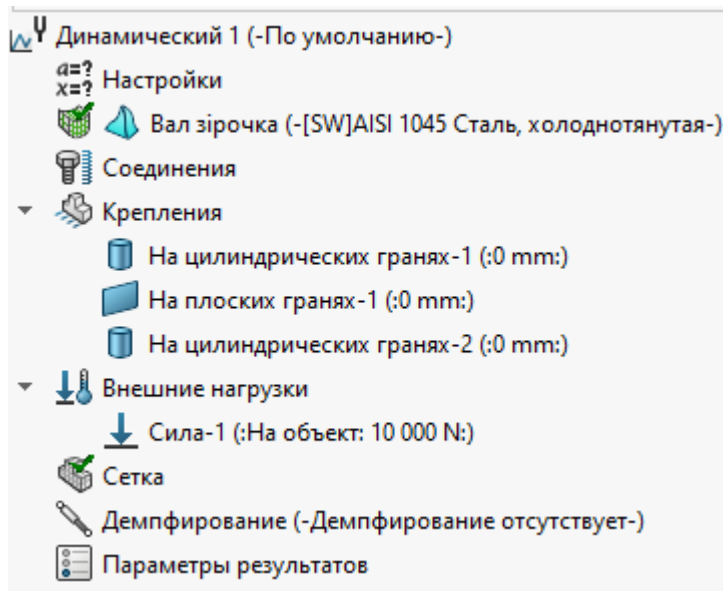 Динамический 1 (-По умолчанию-)
a=?
x=? Настройки
Вал зірочка (-[SW]AISI 1045 Сталь, холоднотянутая-)
Соединения
Крепления
На цилиндрических гранях-1 (:0 mm:)
На плоских гранях-1 (:0 mm:)
На цилиндрических гранях-2 (:0 mm:)
Внешние нагрузки
Сила-1 (:На объект: 10 000 N:)
Сетка
Демпфирование (-Демпфирование отсутствует-)
Параметры результатов